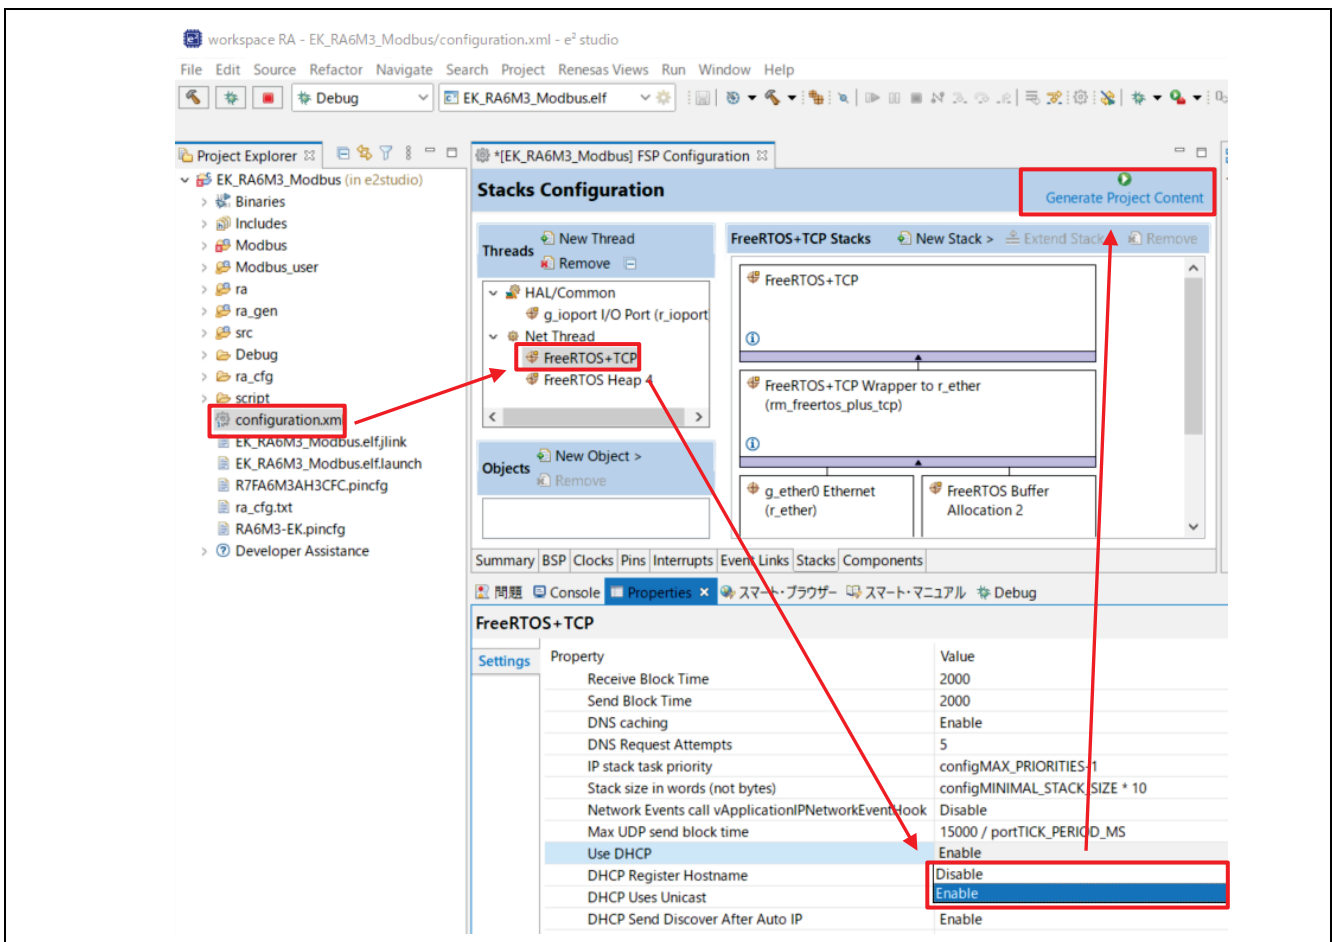 workspace RA - EK_RA6M3_Modbus/configuration.xml - e² studio
File Edit Source Refactor Navigate Search Project Renesas Views Run Window Help
Debug
EK_RA6M3_Modbus.elf
Project Explorer
*[EK_RA6M3_Modbus] FSP Configuration
EK_RA6M3_Modbus (in e2studio)
Binaries
Includes
Modbus
Modbus_user
ra
ra_gen
src
Debug
ra_cfg
script
configuration.xm
EK_RA6M3_Modbus.elf.jlink
EK_RA6M3_Modbus.elf.launch
R7FA6M3AH3CFC.pincfg
ra_cfg.txt
RA6M3-EK.pincfg
Developer Assistance
Stacks Configuration
Generate Project Content
Threads
New Thread
Remove
HAL/Common
g_ioport I/O Port (r_ioport
Net Thread
FreeRTOS+TCP
FreeRTOS Heap 4
Objects
New Object >
Remove
FreeRTOS+TCP Stacks
New Stack >
Extend Stack
Remove
FreeRTOS+TCP
FreeRTOS+TCP Wrapper to r_ether
(rm_freertos_plus_tcp)
g_ether0 Ethernet
(r_ether)
FreeRTOS Buffer
Allocation 2
Summary BSP Clocks Pins Interrupts Event Links Stacks Components
問題 Console Properties スマート・ブラウザー スマート・マニュアル Debug
FreeRTOS+TCP
Settings
Property Value
Receive Block Time 2000
Send Block Time 2000
DNS caching Enable
DNS Request Attempts 5
IP stack task priority configMAX_PRIORITIES-1
Stack size in words (not bytes) configMINIMAL_STACK_SIZE * 10
Network Events call vApplicationIPNetworkEventHook Disable
Max UDP send block time 15000 / portTICK_PERIOD_MS
Use DHCP Enable
DHCP Register Hostname Disable
DHCP Uses Unicast Enable
DHCP Send Discover After Auto IP Enable